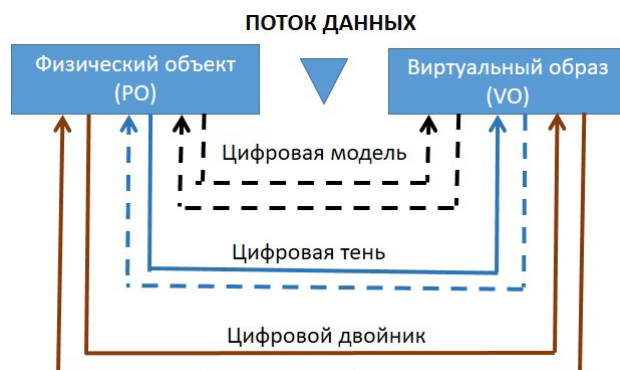 ПОТОК ДАННЫХ
Физический объект
(PO)
Виртуальный образ
(VO)
Цифровая модель
Цифровая тень
Цифровой двойник